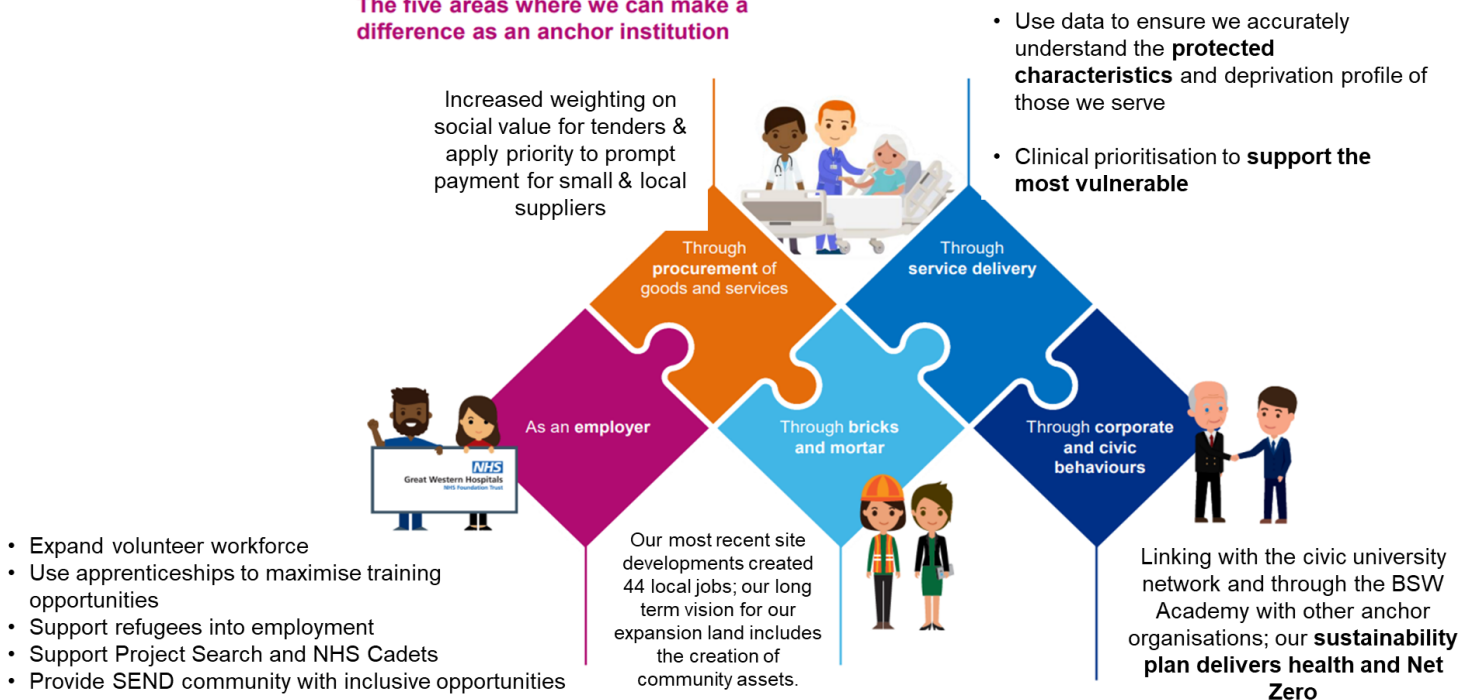 The five areas where we can make a
difference as an anchor institution
Increased weighting on
social value for tenders &
apply priority to prompt
payment for small & local
suppliers
• Use data to ensure we accurately
understand the protected
characteristics and deprivation profile of
those we serve
• Clinical prioritisation to support the
most vulnerable
Through
procurement of
goods and services
Through
service delivery
As an employer
Through bricks
and mortar
Through corporate
and civic
behaviours
NHS
Great Western Hospitals
NHS Foundation Trust
• Expand volunteer workforce
• Use apprenticeships to maximise training
opportunities
• Support refugees into employment
• Support Project Search and NHS Cadets
• Provide SEND community with inclusive opportunities
Our most recent site
developments created
44 local jobs; our long
term vision for our
expansion land includes
the creation of
community assets.
Linking with the civic university
network and through the BSW
Academy with other anchor
organisations; our sustainability
plan delivers health and Net
Zero